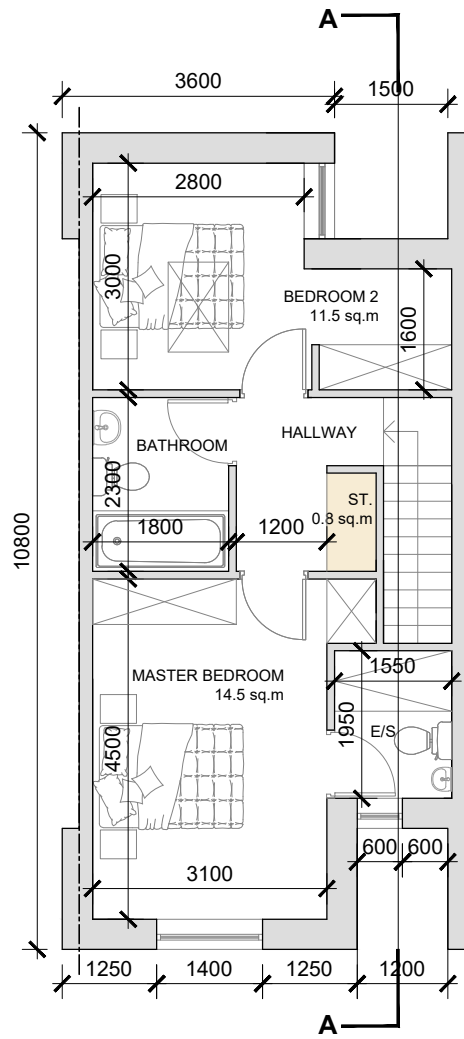 A
3600
1500
2800
3000
BEDROOM 2
11.5 sq.m
1600
HALLWAY
BATHROOM
2300
ST.
0.8 sq.m
1800
1200
10800
1550
MASTER BEDROOM
14.5 sq.m
1950
E/S
4500
600
600
3100
1250
1400
1250
1200
A